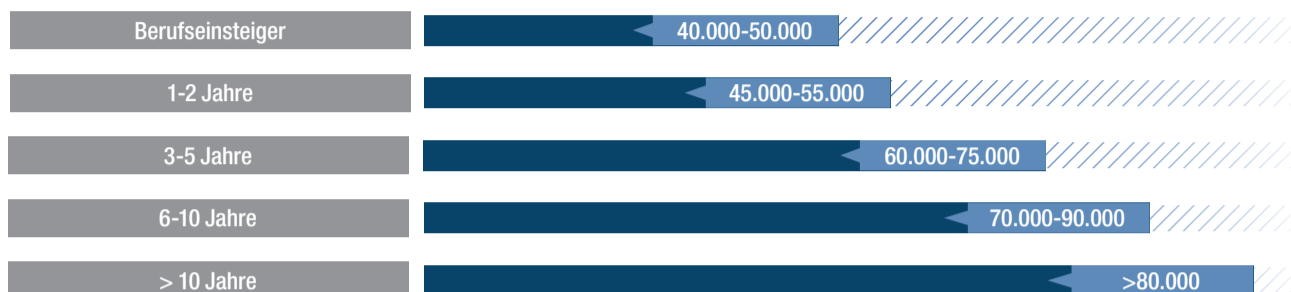 Berufseinsteiger 40.000-50.000
1-2 Jahre 45.000-55.000
3-5 Jahre 60.000-75.000
6-10 Jahre 70.000-90.000
> 10 Jahre >80.000